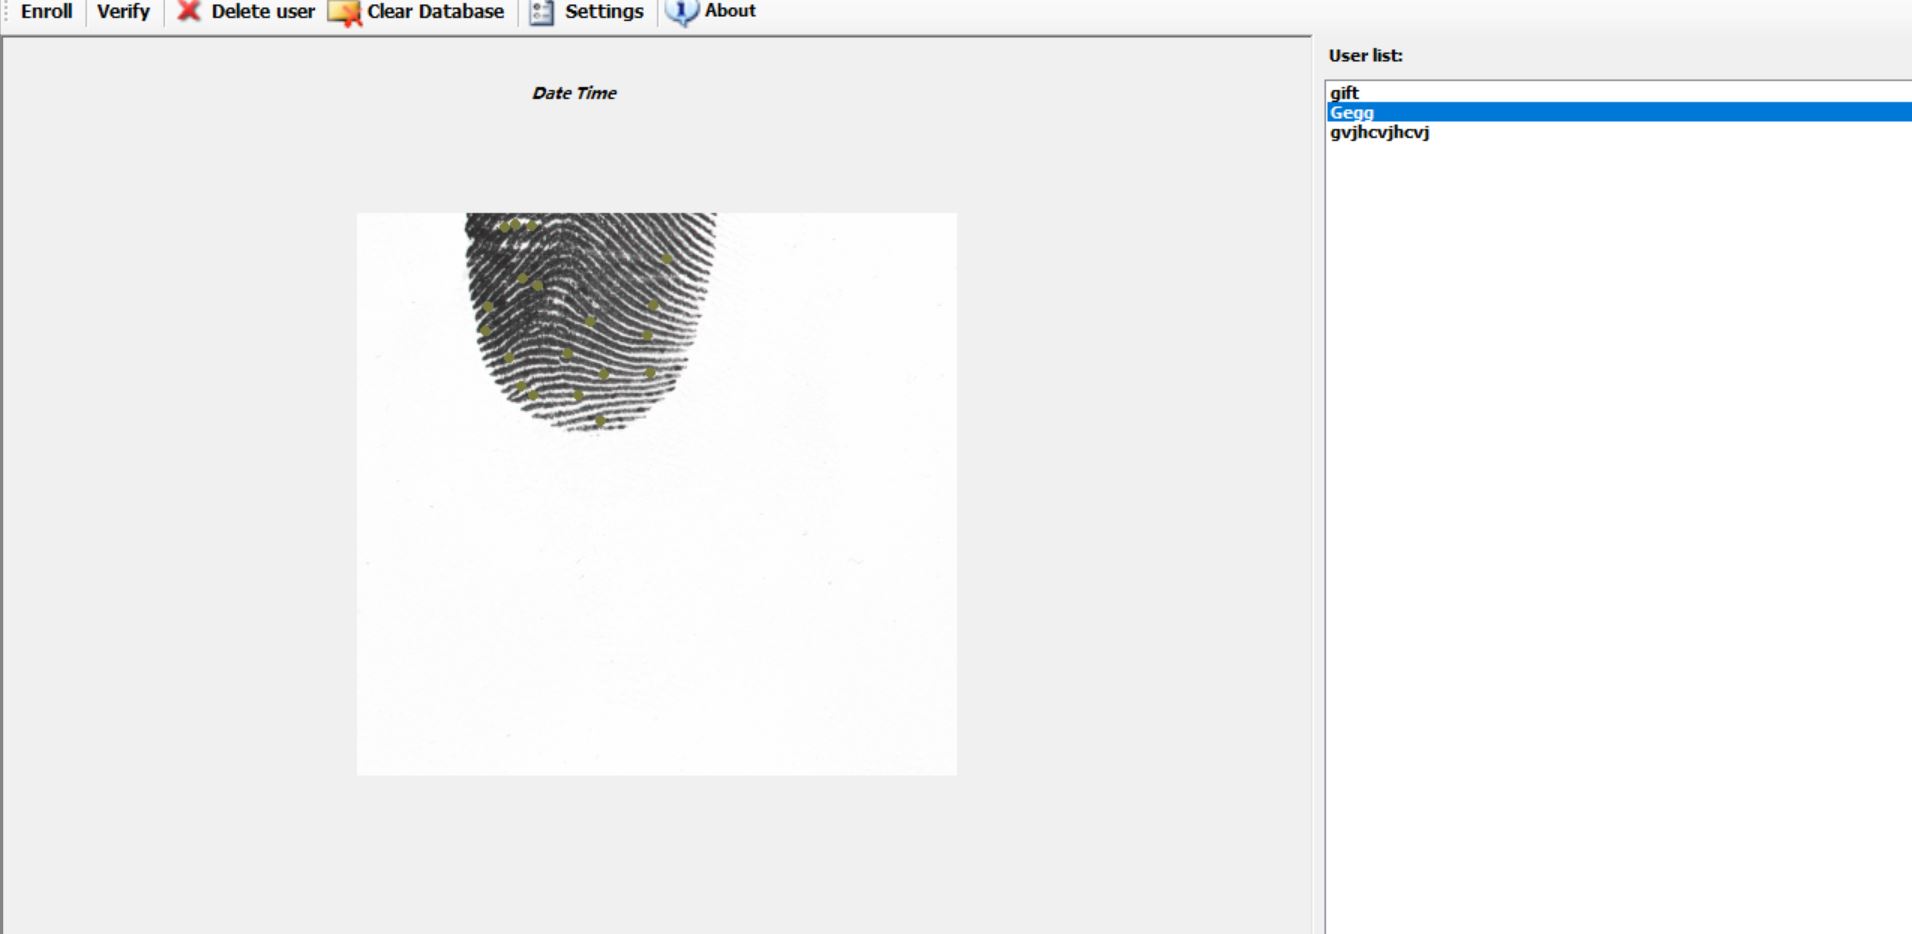 Enroll Verify Delete user Clear Database Settings About
User list:
Date Time
gift
Gegg
gvjhcvjhcvj